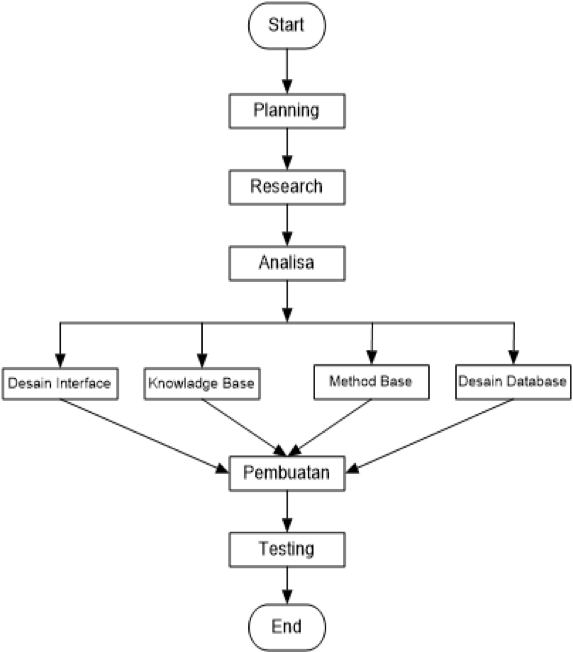 Start
Planning
Research
Analisa
Desain Interface
Knowladge Base
Method Base
Desain Database
Pembuatan
Testing
End